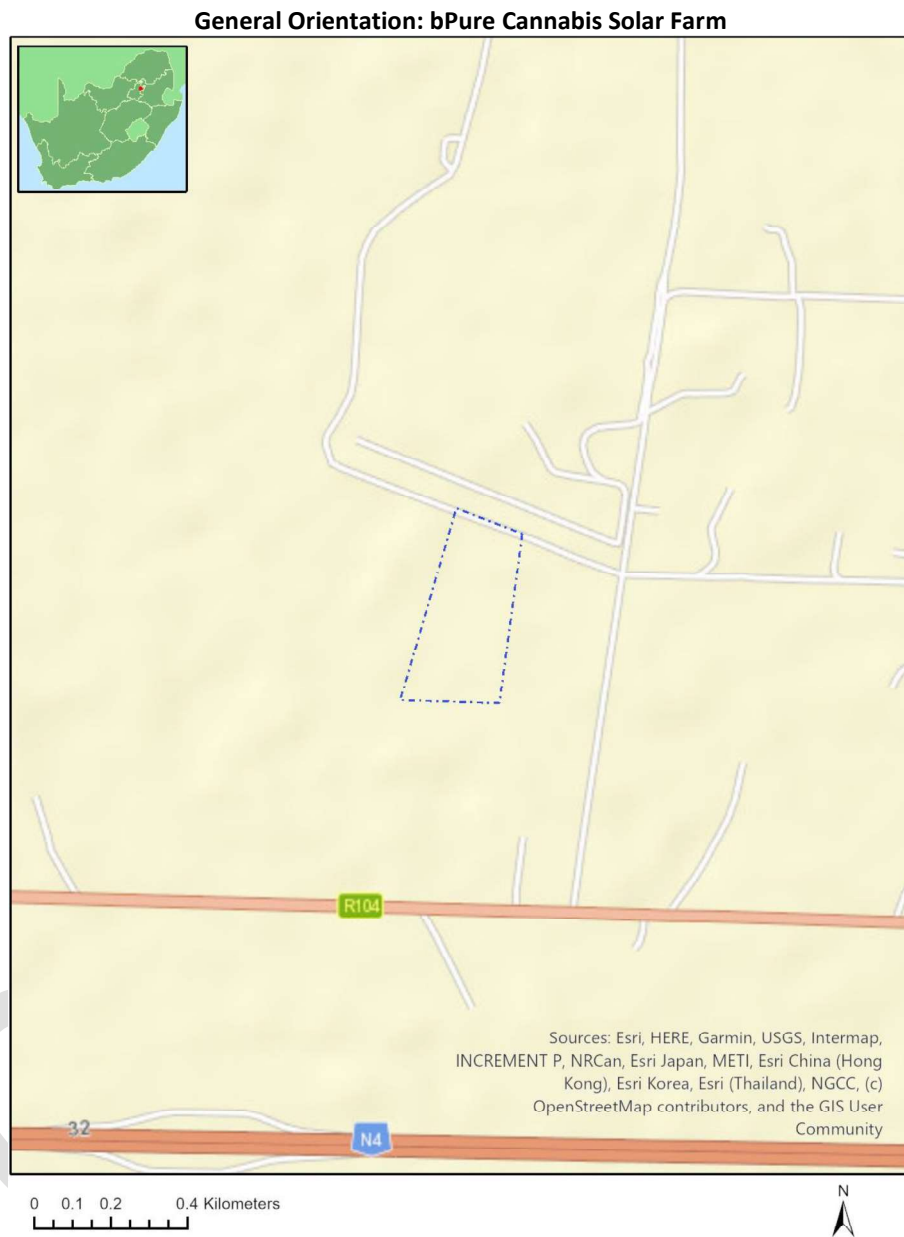 General Orientation: bPure Cannabis Solar Farm
R104
Sources: Esri, HERE, Garmin, USGS, Intermap,
INCREMENT P, NRCan, Esri Japan, METI, Esri China (Hong
Kong), Esri Korea, Esri (Thailand), NGCC, (c)
OpenStreetMap contributors, and the GIS User
Community
32
N4
0 0.1 0.2 0.4 Kilometers
N